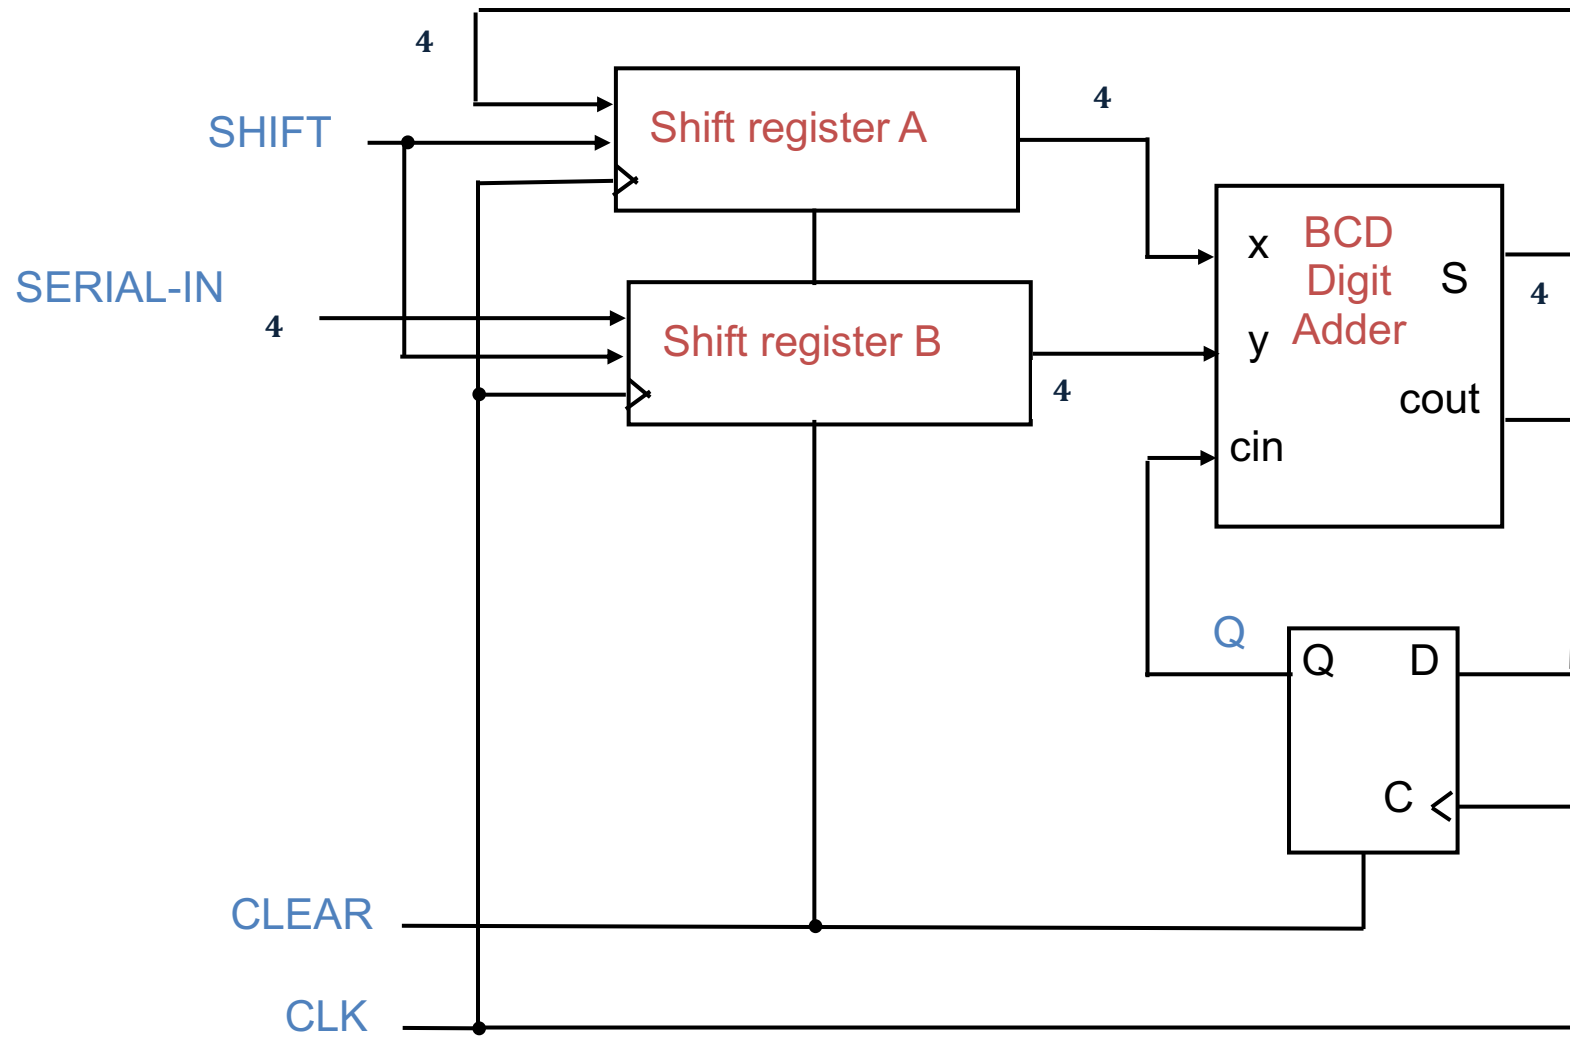 4
Shift register A
4
SHIFT
BCD
Digit
Adder
x
S
4
SERIAL-IN
4
Shift register B
y
4
cout
cin
Q
Q
D
C
CLEAR
CLK